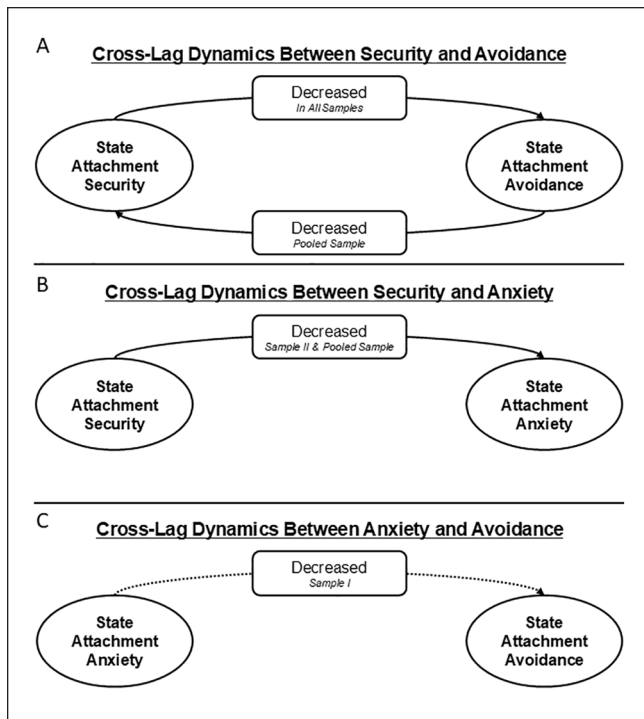 A
Cross-Lag Dynamics Between Security and Avoidance
Decreased
In All Samples
State
Attachment
Security
State
Attachment
Avoidance
Decreased
Pooled Sample
B
Cross-Lag Dynamics Between Security and Anxiety
Decreased
Sample II & Pooled Sample
State
Attachment
Security
State
Attachment
Anxiety
C
Cross-Lag Dynamics Between Anxiety and Avoidance
Decreased
Sample I
State
Attachment
Anxiety
State
Attachment
Avoidance